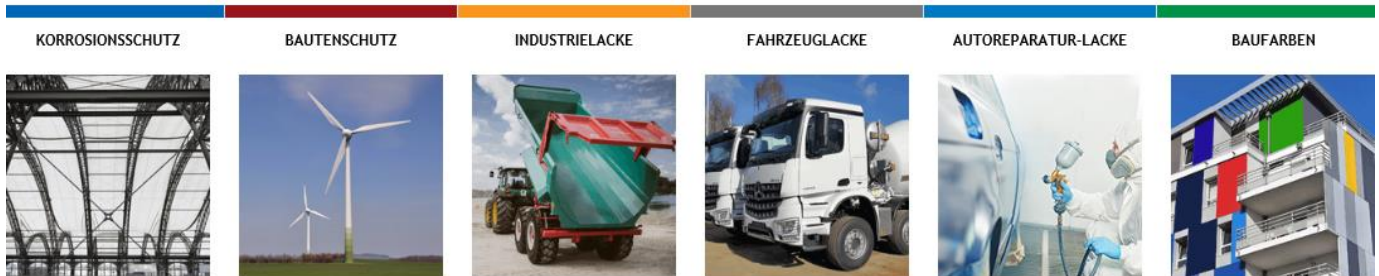 KORROSIONSSCHUTZ
BAUTENSCHUTZ
INDUSTRIELACKE
FAHRZEUGLACKE
AUTOREPARATUR-LACKE
BAUFARBEN